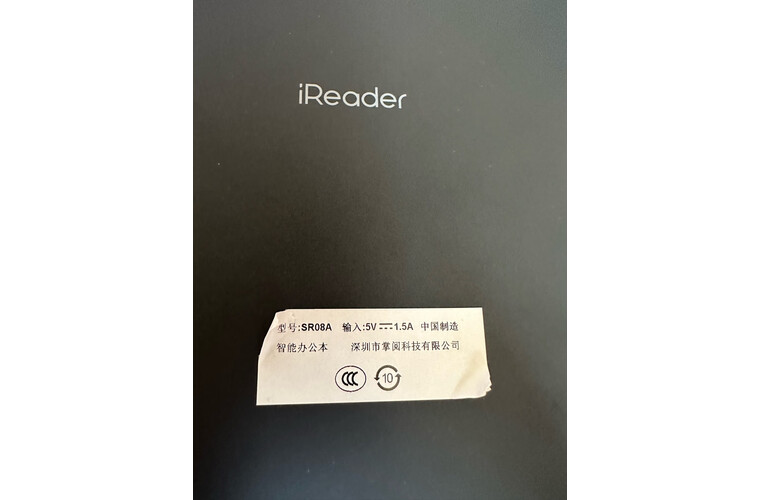 iReader
型号:SR08A 输入:5V⎓1.5A 中国制造
智能办公本 深圳市掌阅科技有限公司
CCC 10